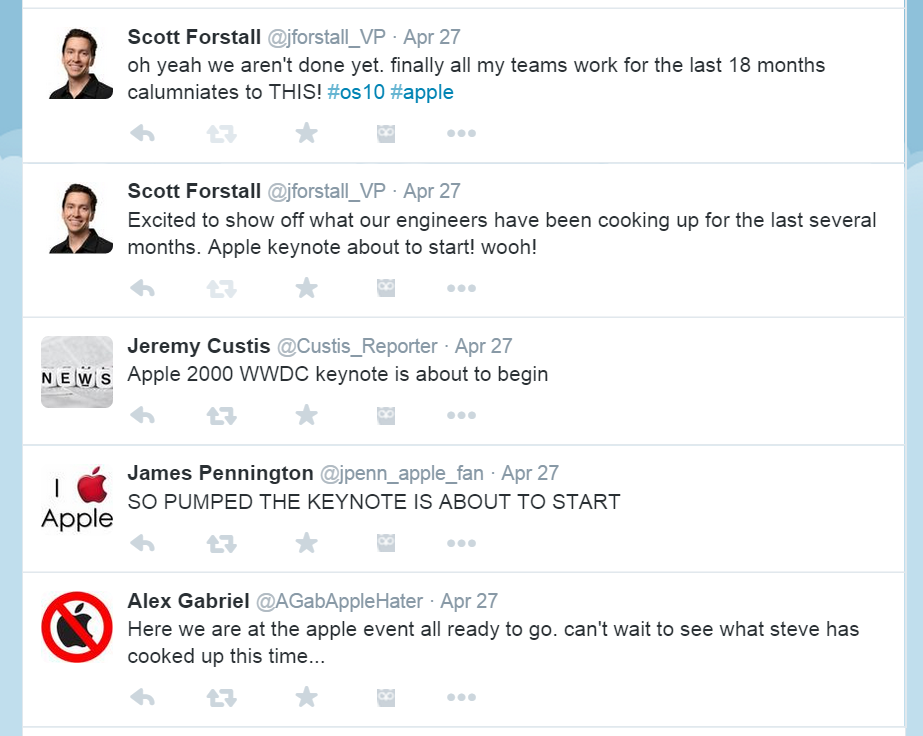 Scott Forstall @jforstall_VP · Apr 27
oh yeah we aren't done yet. finally all my teams work for the last 18 months
calumniates to THIS! #os10 #apple
Scott Forstall @jforstall_VP · Apr 27
Excited to show off what our engineers have been cooking up for the last several
months. Apple keynote about to start! wooh!
Jeremy Custis @Custis_Reporter · Apr 27
NEWS
Apple 2000 WWDC keynote is about to begin
James Pennington @jpenn_apple_fan · Apr 27
I
Apple
SO PUMPED THE KEYNOTE IS ABOUT TO START
Alex Gabriel @AGabAppleHater · Apr 27
Here we are at the apple event all ready to go. can't wait to see what steve has
cooked up this time...